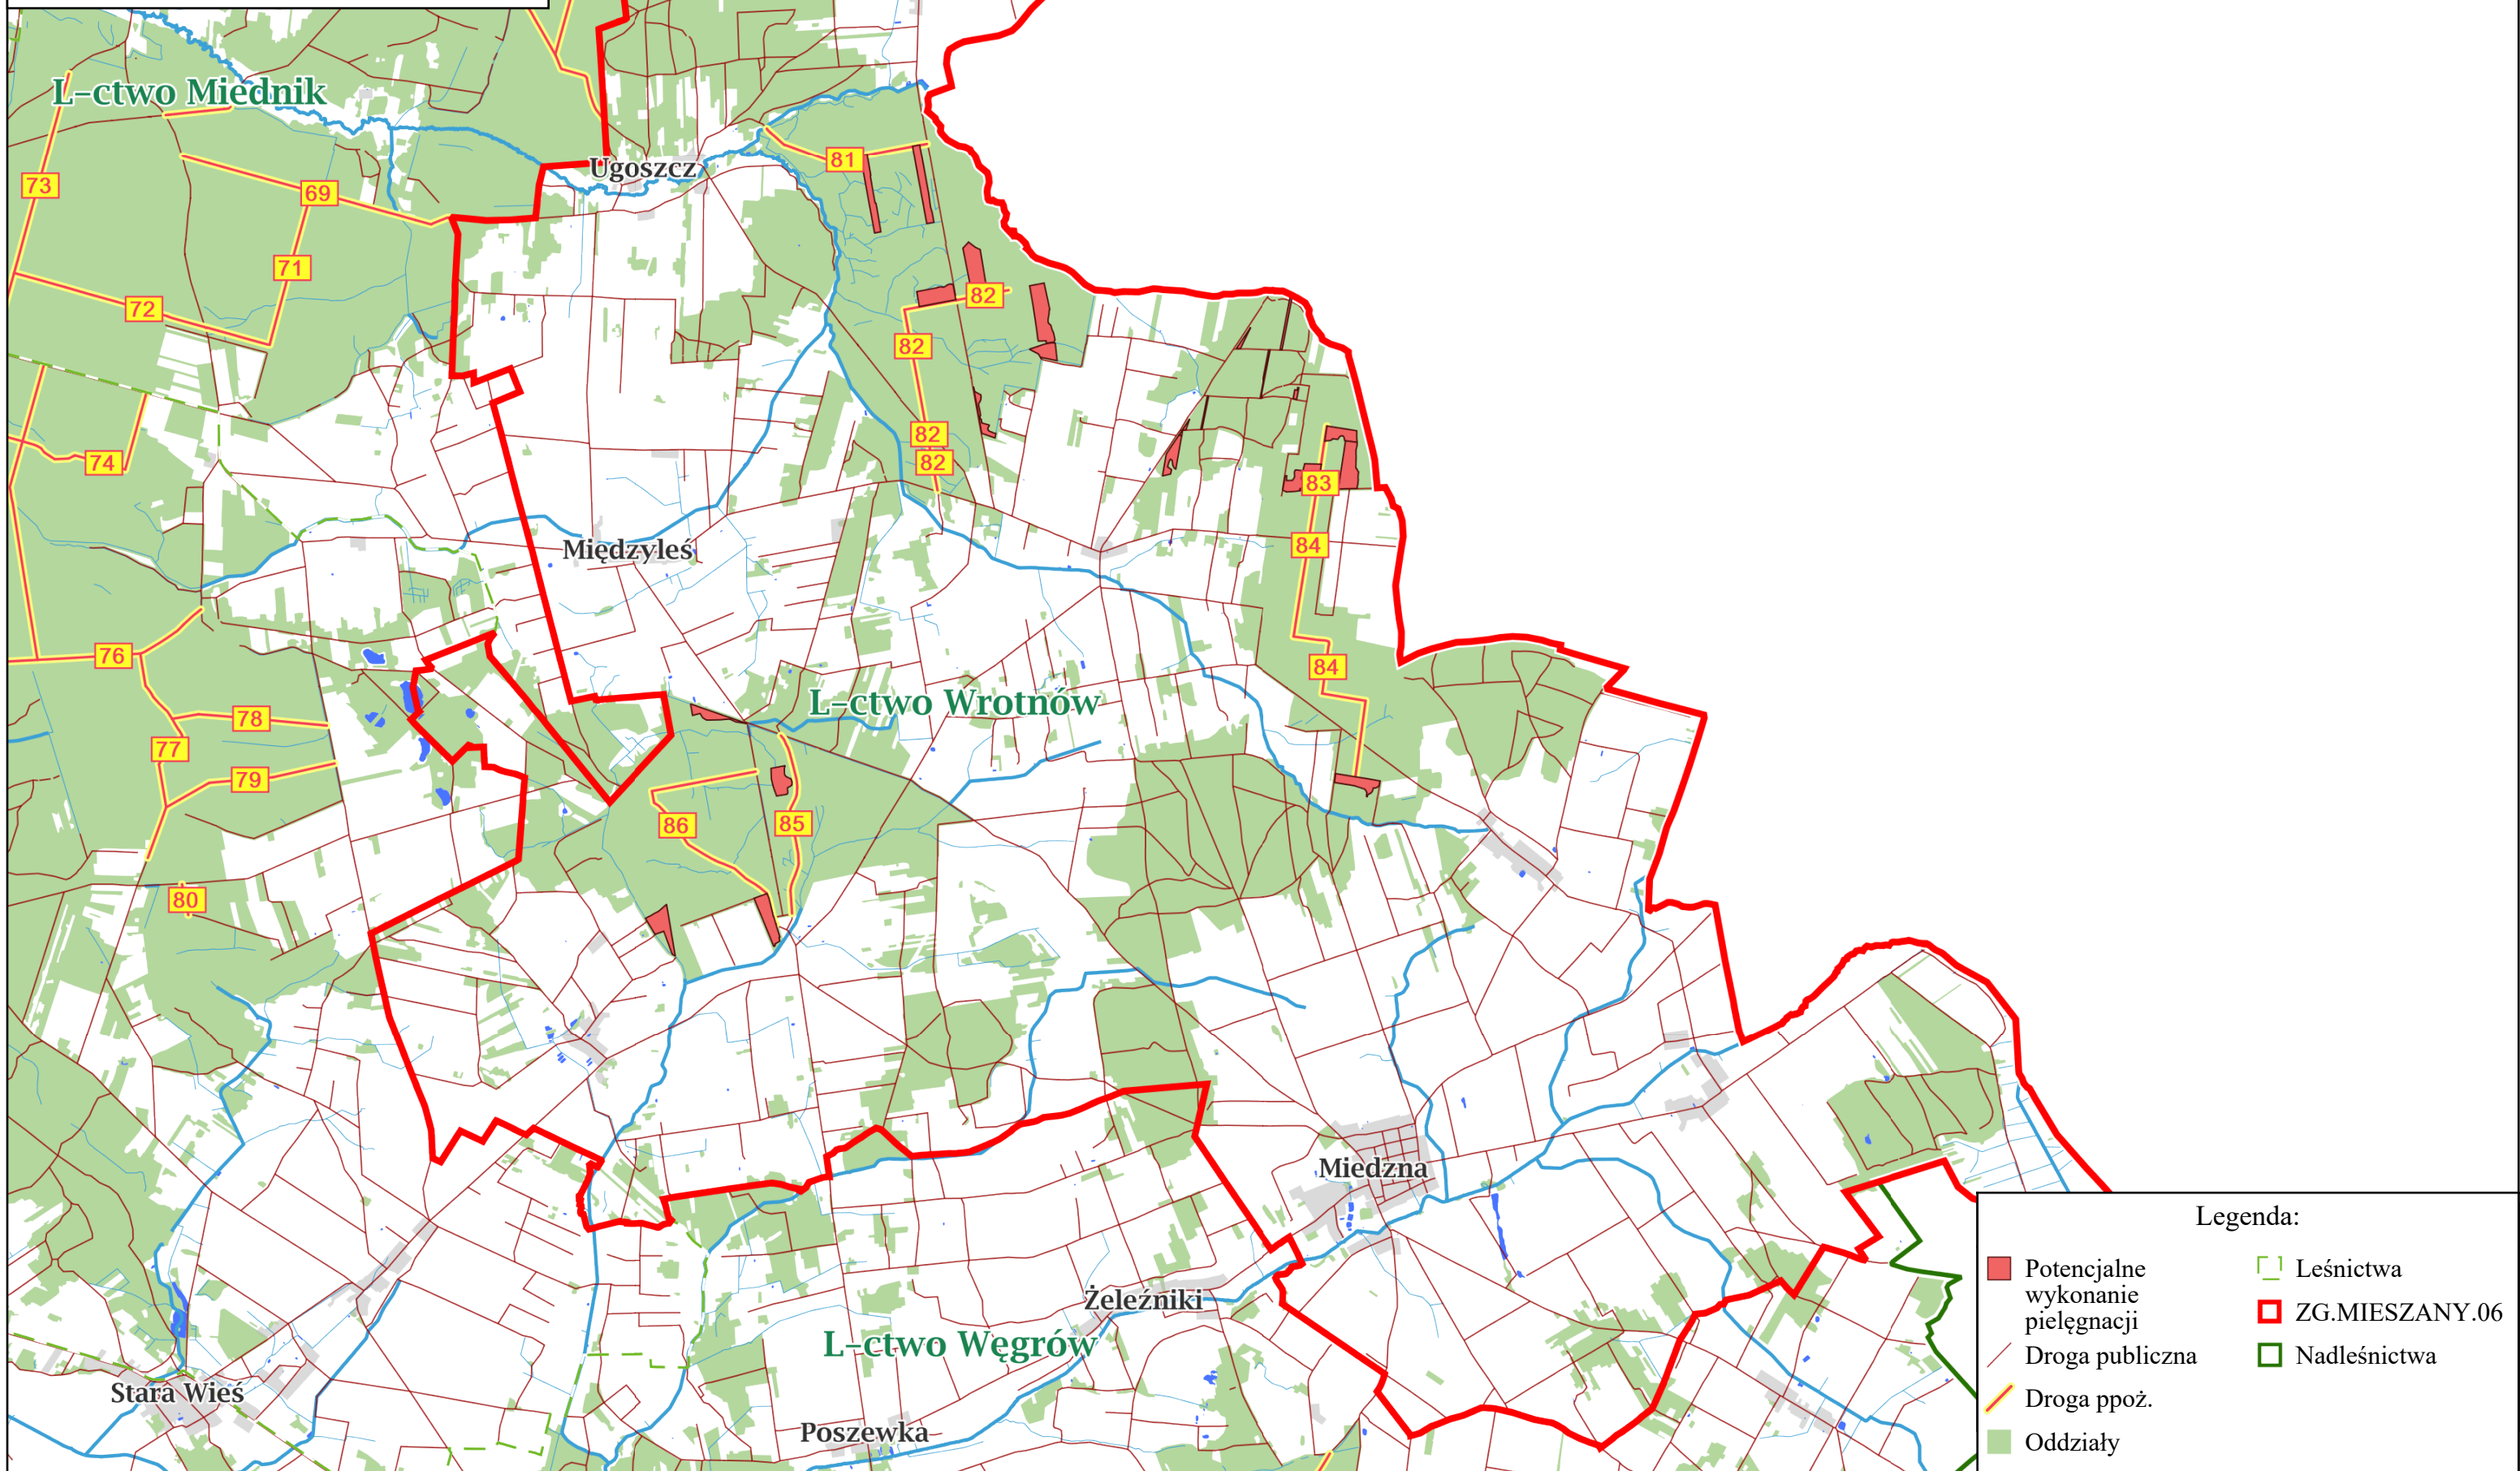 L-ctwo Miednik
Ugoszcz
81
73
69
71
82
72
82
82
74
82
83
84
Międzyleś
76
84
L-ctwo Wrotnów
78
77
79
86
85
80
Miedzna
Żeleźniki
L-ctwo Węgrów
Stara Wieś
Poszewka
Legenda:
Potencjalne
wykonanie
pielęgnacji
Droga publiczna
Droga ppoż.
Oddziały
Leśnictwa
ZG.MIESZANY.06
Nadleśnictwa